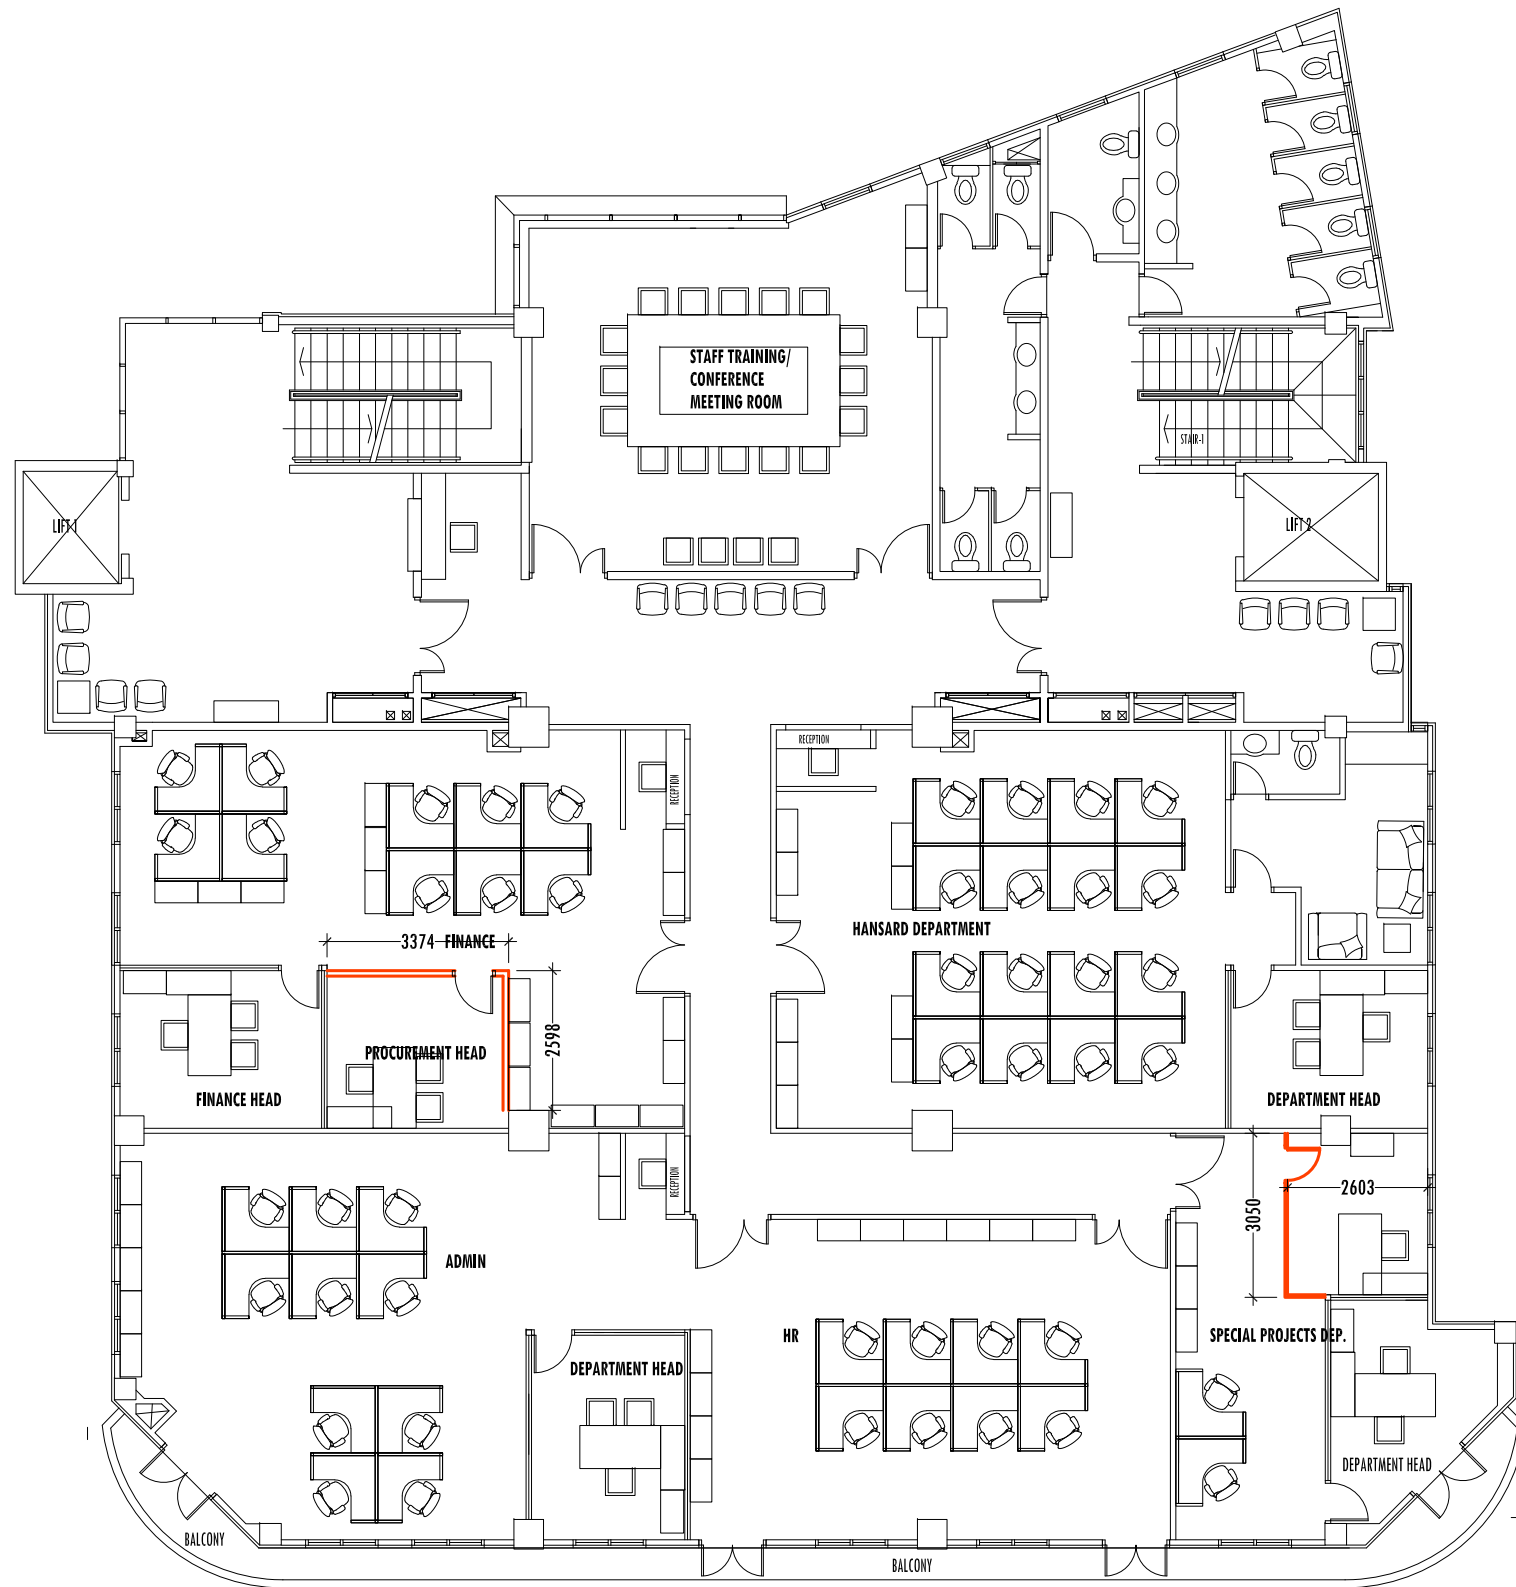 STAFF TRAINING/
CONFERENCE
MEETING ROOM
STAIR-1
LIFT 1
LIFT 2
RECEPTION
RECEPTION
HANSARD DEPARTMENT
3374
FINANCE
2598
PROCUREMENT HEAD
FINANCE HEAD
DEPARTMENT HEAD
RECEPTION
3050
2603
ADMIN
HR
SPECIAL PROJECTS DEP.
DEPARTMENT HEAD
DEPARTMENT HEAD
BALCONY
BALCONY